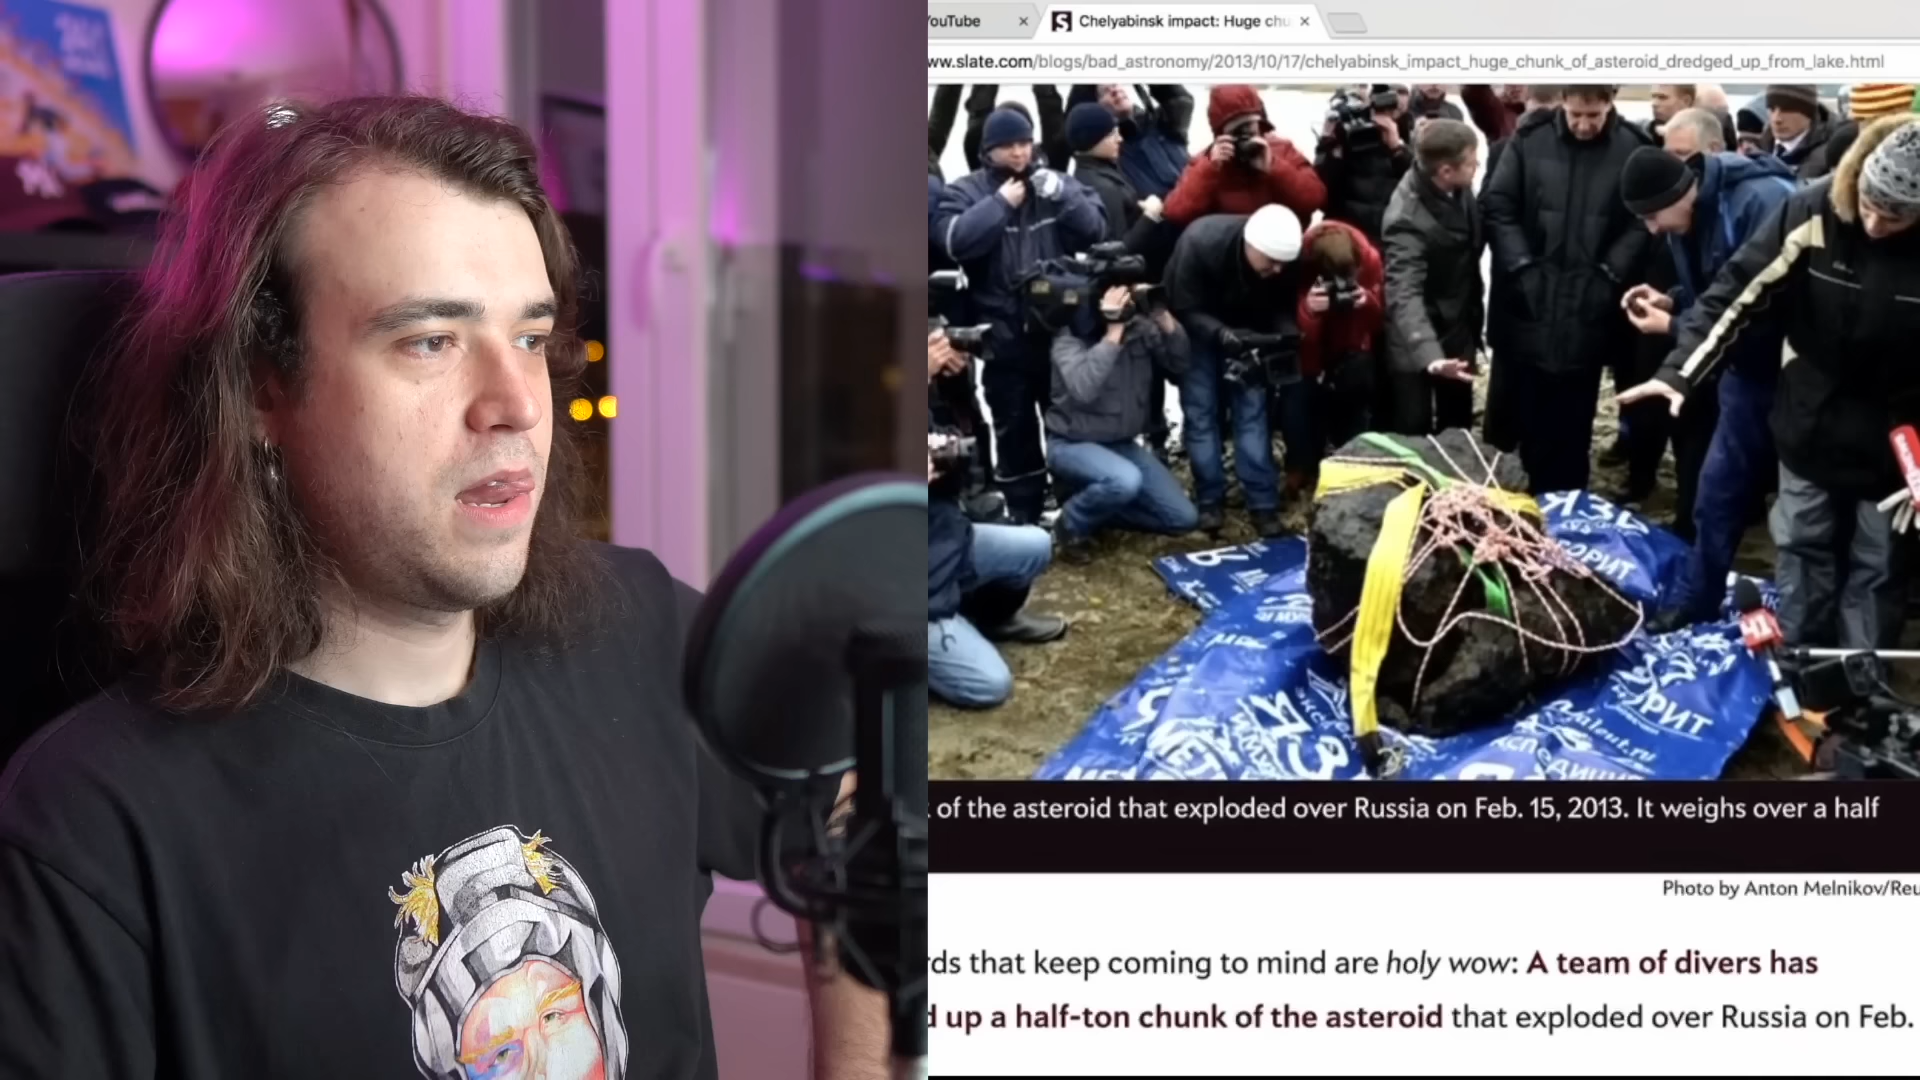 YouTube
Chelyabinsk impact: Huge chu
ww.slate.com/blogs/bad_astronomy/2013/10/17/chelyabinsk_impact_huge_chunk_of_asteroid_dredged_up_from_lake.html
ОРИТ
ОРИТ
of the asteroid that exploded over Russia on Feb. 15, 2013. It weighs over a half
Photo by Anton Melnikov/Reu
rds that keep coming to mind are holy wow: A team of divers has
d up a half-ton chunk of the asteroid that exploded over Russia on Feb.